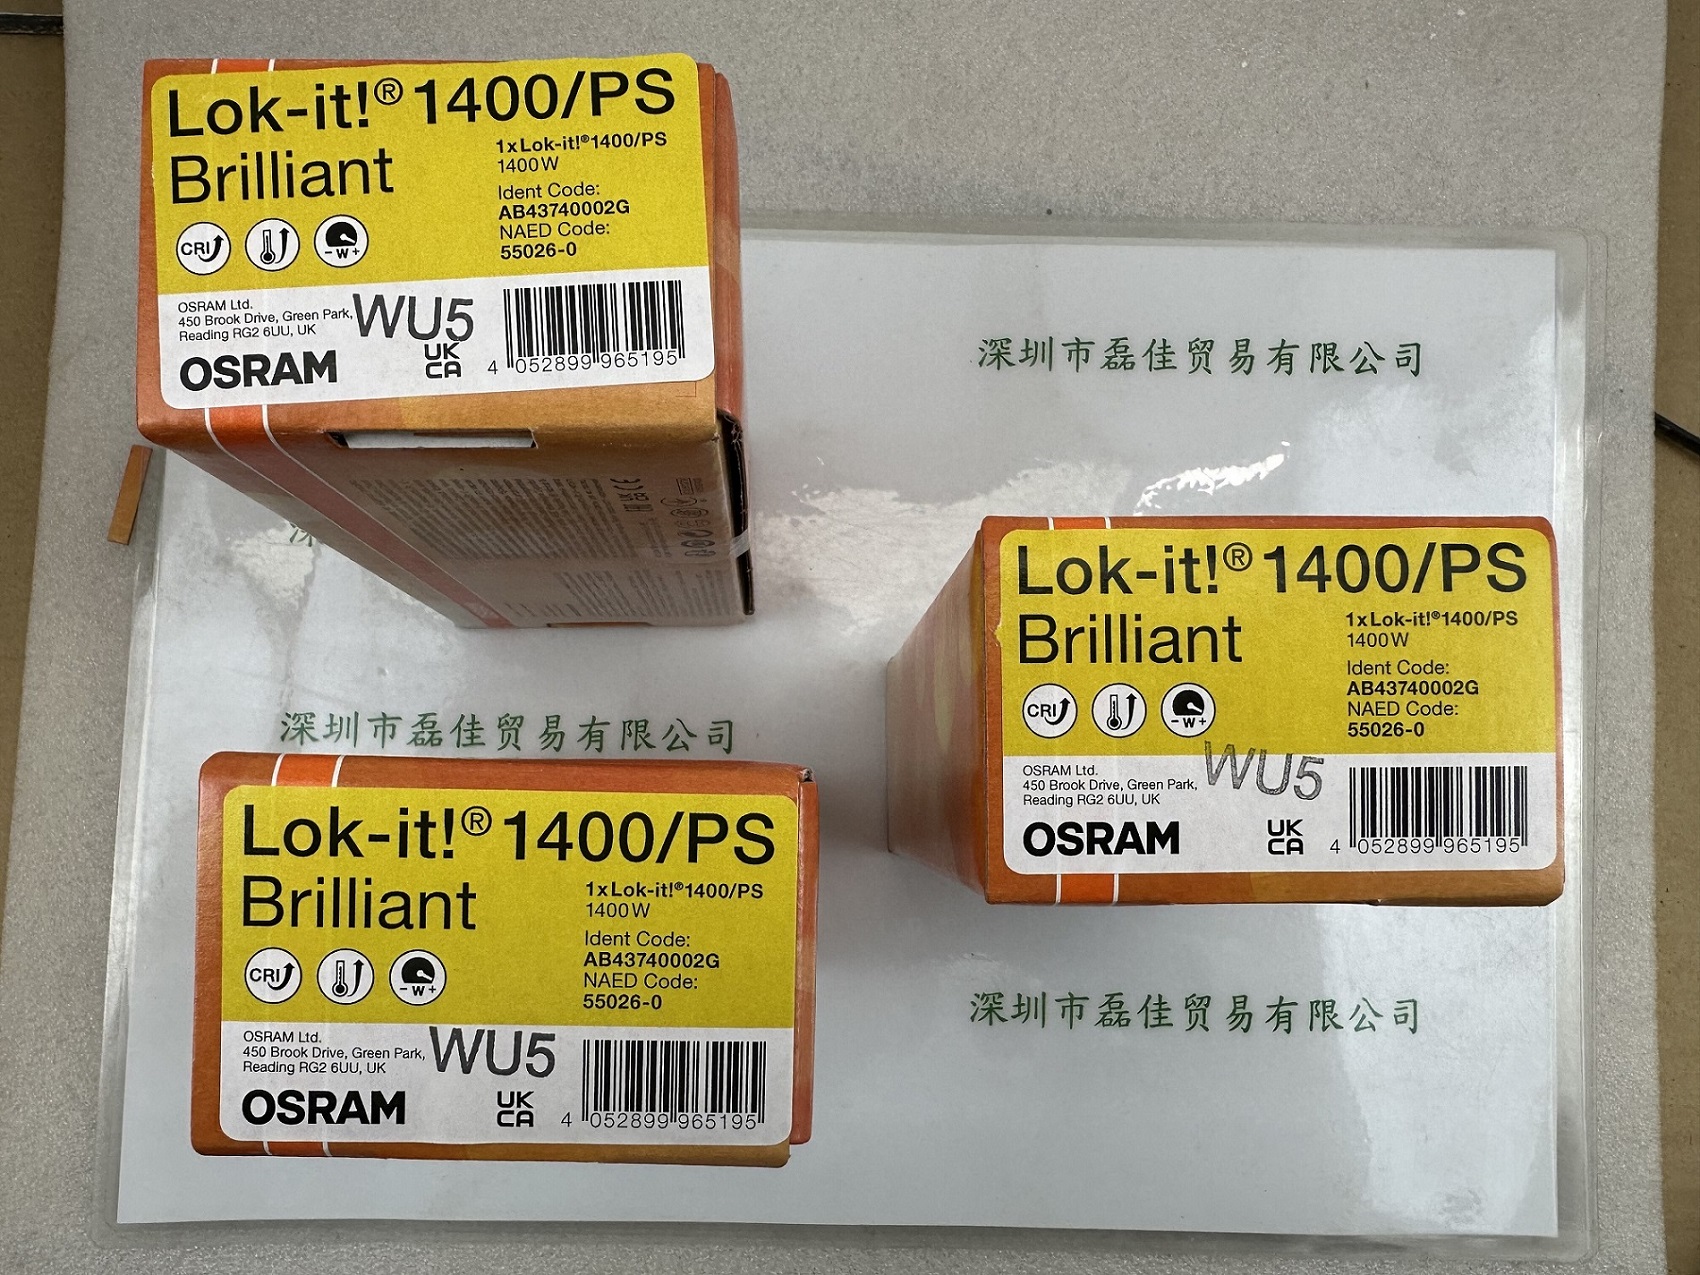 Lok-it!® 1400/PS
Brilliant
1xLok-it!®1400/PS
1400W
Ident Code:
AB43740002G
NAED Code:
55026-0
CRI
-W+
OSRAM Ltd.
450 Brook Drive, Green Park,
Reading RG2 6UU, UK
WU5
OSRAM
UK
CA
4 052899 965195
深圳市磊佳贸易有限公司
深圳市磊佳贸易有限公司
Lok-it!® 1400/PS
Brilliant
1xLok-it!®1400/PS
1400W
Ident Code:
AB43740002G
NAED Code:
55026-0
CRI
-W+
OSRAM Ltd.
450 Brook Drive, Green Park,
Reading RG2 6UU, UK
WU5
OSRAM
UK
CA
4 052899 965195
Lok-it!® 1400/PS
Brilliant
1xLok-it!®1400/PS
1400W
Ident Code:
AB43740002G
NAED Code:
55026-0
CRI
-W+
OSRAM Ltd.
450 Brook Drive, Green Park,
Reading RG2 6UU, UK
WU5
OSRAM
UK
CA
4 052899 965195
深圳市磊佳贸易有限公司